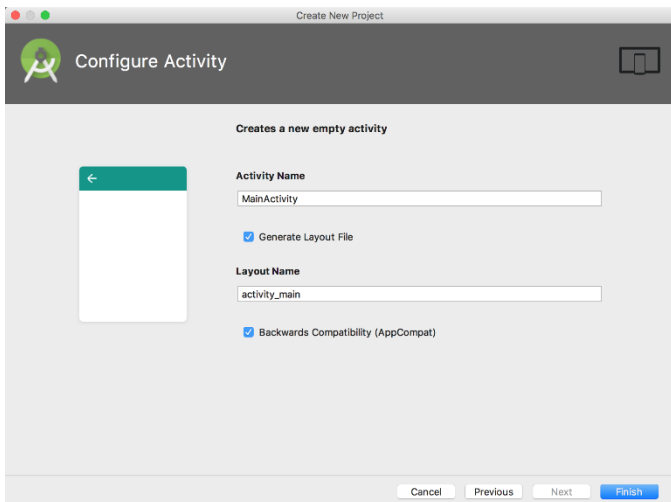 Create New Project
Configure Activity
Creates a new empty activity
Activity Name
MainActivity
Generate Layout File
Layout Name
activity_main
Backwards Compatibility (AppCompat)
Cancel Previous Next Finish